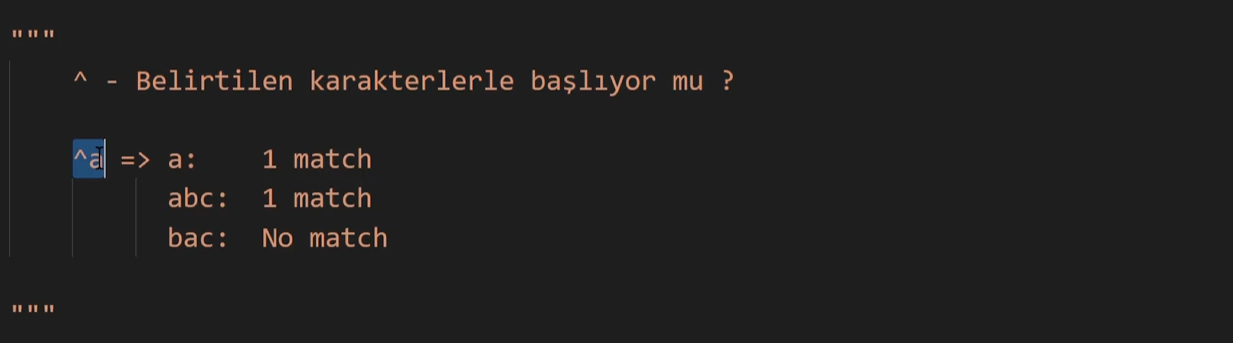 """
^ - Belirtilen karakterlerle başlıyor mu ?
^a => a: 1 match
abc: 1 match
bac: No match
"""